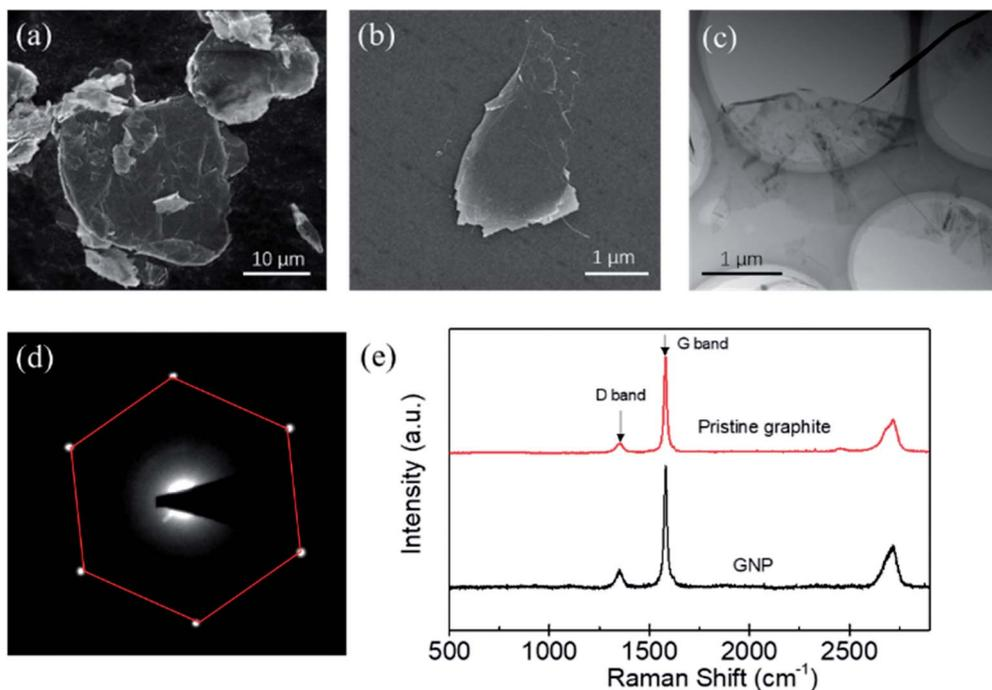 (a)
10 μm
(b)
1 μm
(c)
1 μm
(d)
(e)
G band
D band
Pristine graphite
GNP
Intensity (a.u.)
500 1000 1500 2000 2500
Raman Shift (cm⁻¹)